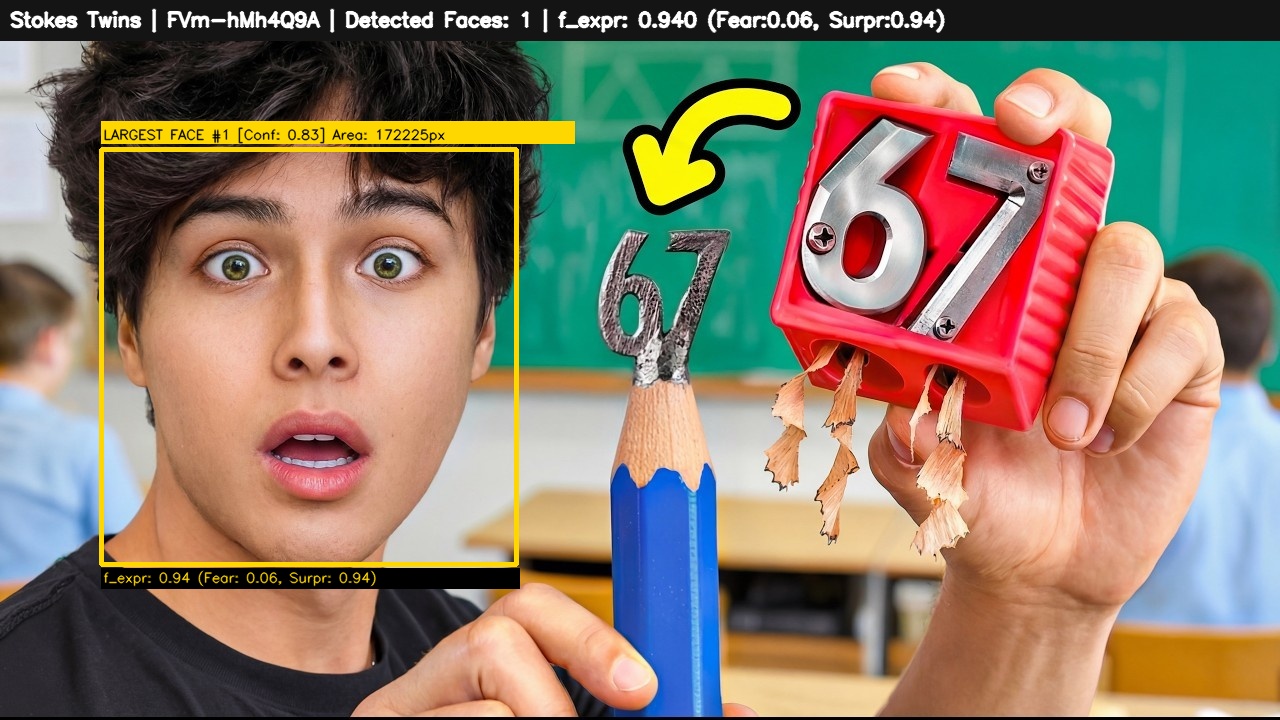 Stokes Twins | FVm-hMh4Q9A | Detected Faces: 1 | f_expr: 0.940 (Fear:0.06, Surpr:0.94)
LARGEST FACE #1 [Conf: 0.83] Area: 172225px
67
67
f_expr: 0.94 (Fear: 0.06, Surpr: 0.94)